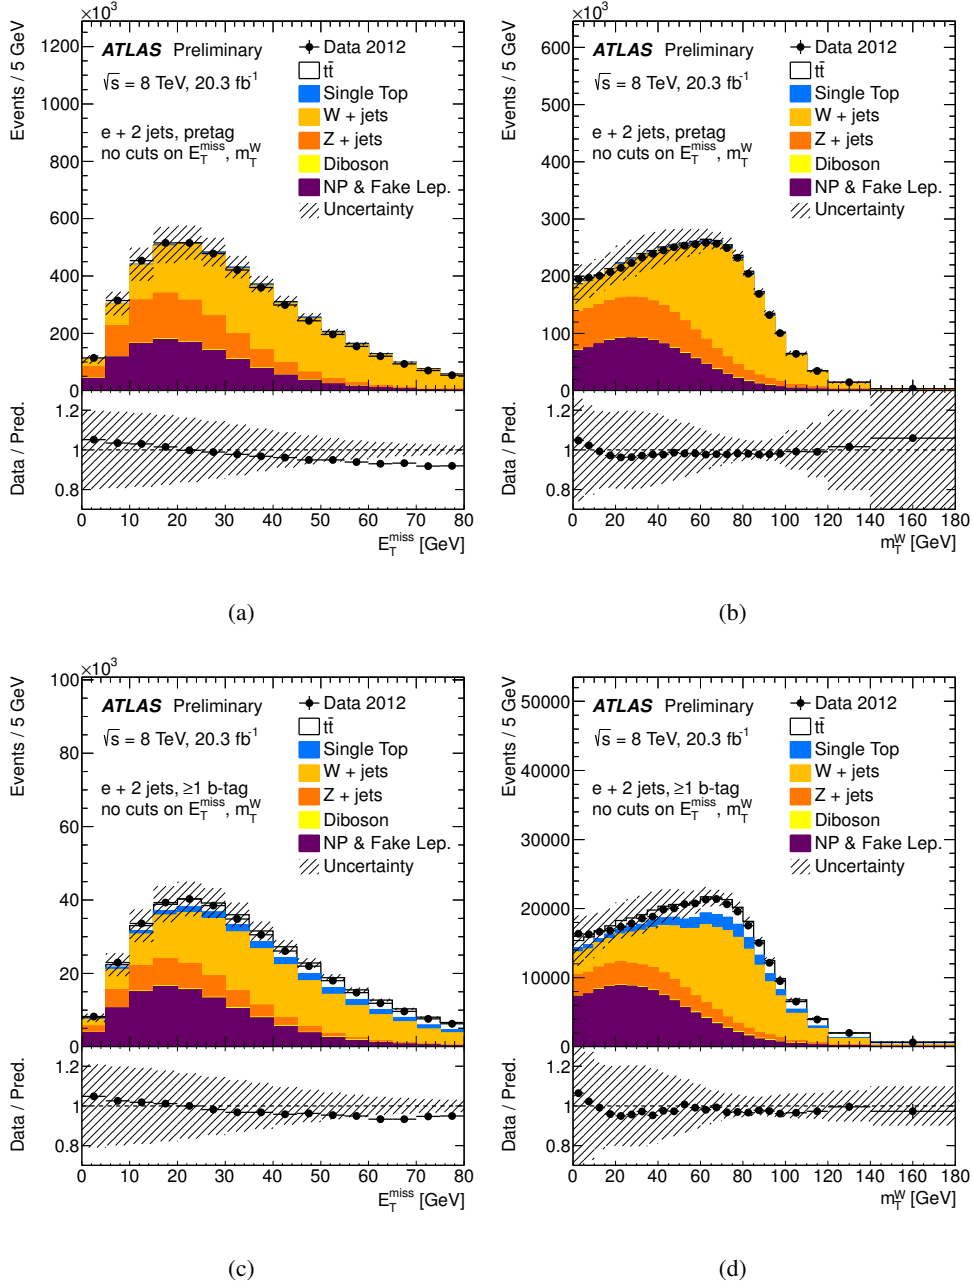 ×10³
Events / 5 GeV
ATLAS Preliminary
√s = 8 TeV, 20.3 fb⁻¹
e + 2 jets, pretag
no cuts on E_T^miss, m_T^W
Data 2012
tt̄
Single Top
W + jets
Z + jets
Diboson
NP & Fake Lep.
Uncertainty
1200
1000
800
600
400
200
0
Data / Pred.
1.2
1
0.8
0 10 20 30 40 50 60 70 80
E_T^miss [GeV]
(a)
×10³
Events / 5 GeV
ATLAS Preliminary
√s = 8 TeV, 20.3 fb⁻¹
e + 2 jets, pretag
no cuts on E_T^miss, m_T^W
Data 2012
tt̄
Single Top
W + jets
Z + jets
Diboson
NP & Fake Lep.
Uncertainty
600
500
400
300
200
100
0
Data / Pred.
1.2
1
0.8
0 20 40 60 80 100 120 140 160 180
m_T^W [GeV]
(b)
×10³
Events / 5 GeV
ATLAS Preliminary
√s = 8 TeV, 20.3 fb⁻¹
e + 2 jets, ≥1 b-tag
no cuts on E_T^miss, m_T^W
Data 2012
tt̄
Single Top
W + jets
Z + jets
Diboson
NP & Fake Lep.
Uncertainty
100
80
60
40
20
0
Data / Pred.
1.2
1
0.8
0 10 20 30 40 50 60 70 80
E_T^miss [GeV]
(c)
Events / 5 GeV
ATLAS Preliminary
√s = 8 TeV, 20.3 fb⁻¹
e + 2 jets, ≥1 b-tag
no cuts on E_T^miss, m_T^W
Data 2012
tt̄
Single Top
W + jets
Z + jets
Diboson
NP & Fake Lep.
Uncertainty
50000
40000
30000
20000
10000
0
Data / Pred.
1.2
1
0.8
0 20 40 60 80 100 120 140 160 180
m_T^W [GeV]
(d)